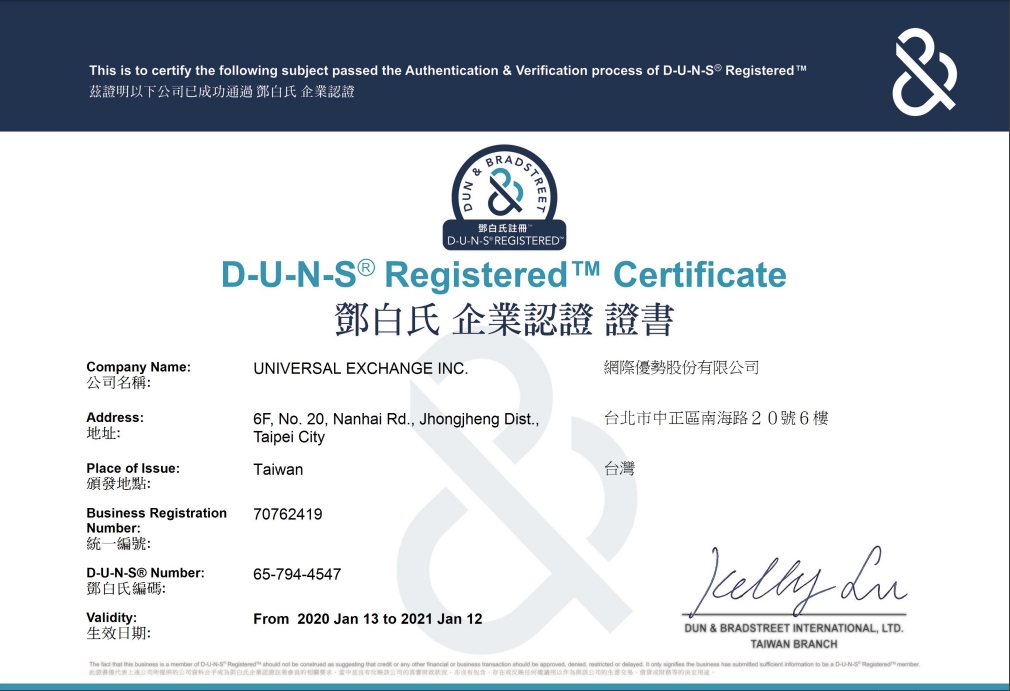 This is to certify the following subject passed the Authentication & Verification process of D-U-N-S® Registered™
茲證明以下公司已成功通過 鄧白氏 企業認證
DUN & BRADSTREET
鄧白氏註冊™
D-U-N-S® REGISTERED™
D-U-N-S® Registered™ Certificate
鄧白氏 企業認證 證書
Company Name: UNIVERSAL EXCHANGE INC. 網際優勢股份有限公司
公司名稱:
Address: 6F, No. 20, Nanhai Rd., Jhongjheng Dist., 台北市中正區南海路２０號６樓
地址: Taipei City
Place of Issue: Taiwan 台灣
頒發地點:
Business Registration 70762419
Number:
統一編號:
D-U-N-S® Number: 65-794-4547
鄧白氏編碼:
Validity: From 2020 Jan 13 to 2021 Jan 12
生效日期:
Kelly Lu
DUN & BRADSTREET INTERNATIONAL, LTD.
TAIWAN BRANCH
The fact that this business is a member of D-U-N-S® Registered™ should not be construed as suggesting that credit or any other financial or business transaction should be approved, denied, restricted or delayed. It only signifies the business has submitted sufficient information to be a D-U-N-S® Registered™ member.